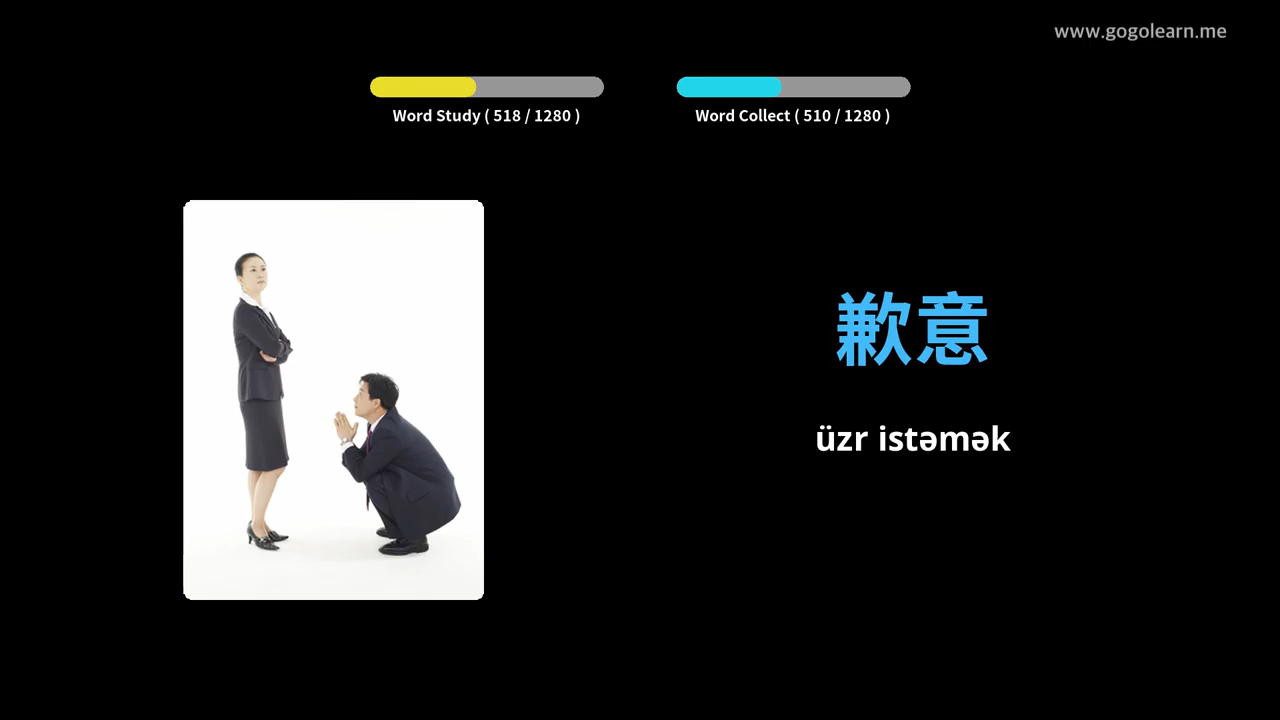 www.gogolearn.me
Word Study ( 518 / 1280 )
Word Collect ( 510 / 1280 )
歉意
üzr istəmək